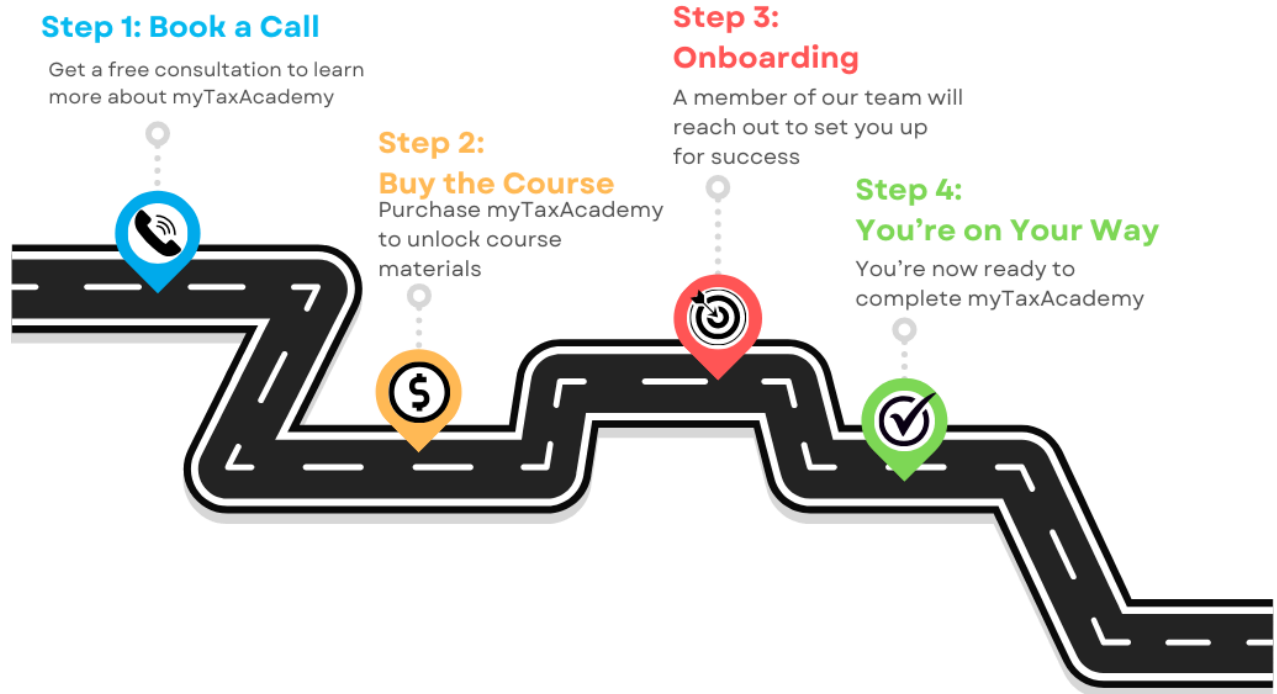 Step 1: Book a Call
Get a free consultation to learn
more about myTaxAcademy
Step 2:
Buy the Course
Purchase myTaxAcademy
to unlock course
materials
$
Step 3:
Onboarding
A member of our team will
reach out to set you up
for success
Step 4:
You’re on Your Way
You’re now ready to
complete myTaxAcademy